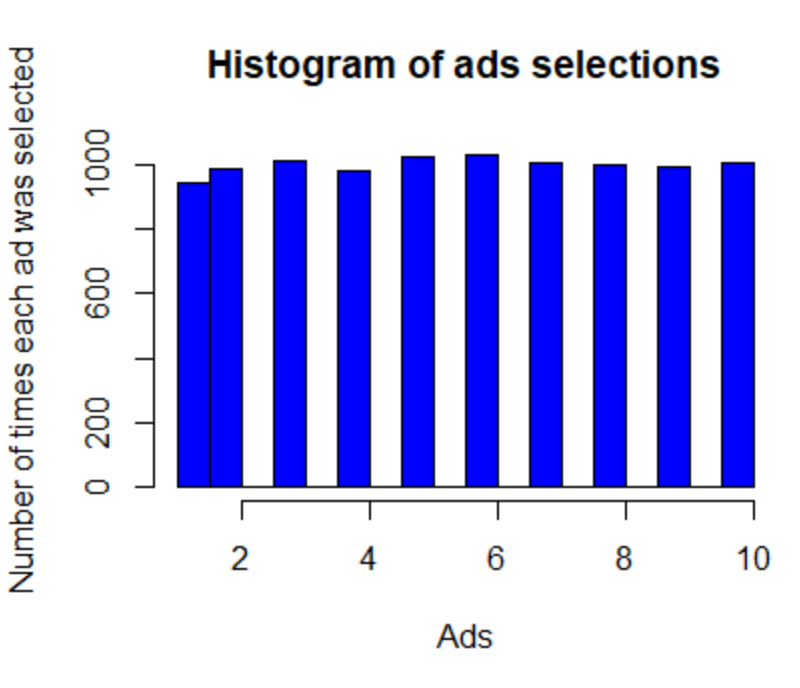 Histogram of ads selections
Number of times each ad was selected
1000
600
200
0
2 4 6 8 10
Ads